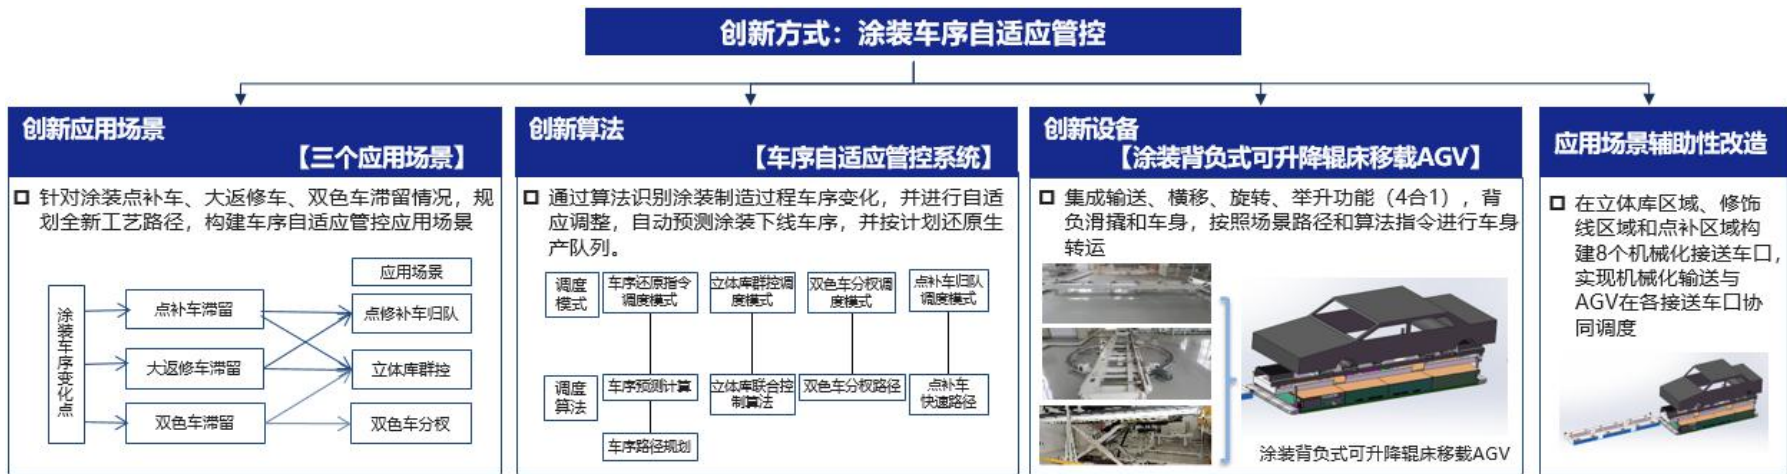 创新方式：涂装车序自适应管控
创新应用场景
【三个应用场景】
针对涂装点补车、大返修车、双色车滞留情况，规
划全新工艺路径，构建车序自适应管控应用场景
应用场景
涂装车序变化点
点补车滞留
大返修车滞留
双色车滞留
点修补车归队
立体库群控
双色车分权
创新算法
【车序自适应管控系统】
通过算法识别涂装制造过程车序变化，并进行自适
应调整，自动预测涂装下线车序，并按计划还原生
产队列。
调度
模式
车序还原指令
调度模式
立体库群控调
度模式
双色车分权调
度模式
点补车归队
调度模式
调度
算法
车序预测计算
立体库联合控
制算法
双色车分权路径
点补车
快速路径
车序路径规划
创新设备
【涂装背负式可升降辊床移载AGV】
集成输送、横移、旋转、举升功能（4合1），背
负滑撬和车身，按照场景路径和算法指令进行车身
转运
涂装背负式可升降辊床移载AGV
应用场景辅助性改造
在立体库区域、修饰
线区域和点补区域构
建8个机械化接送车口，
实现机械化输送与
AGV在各接送车口协
同调度